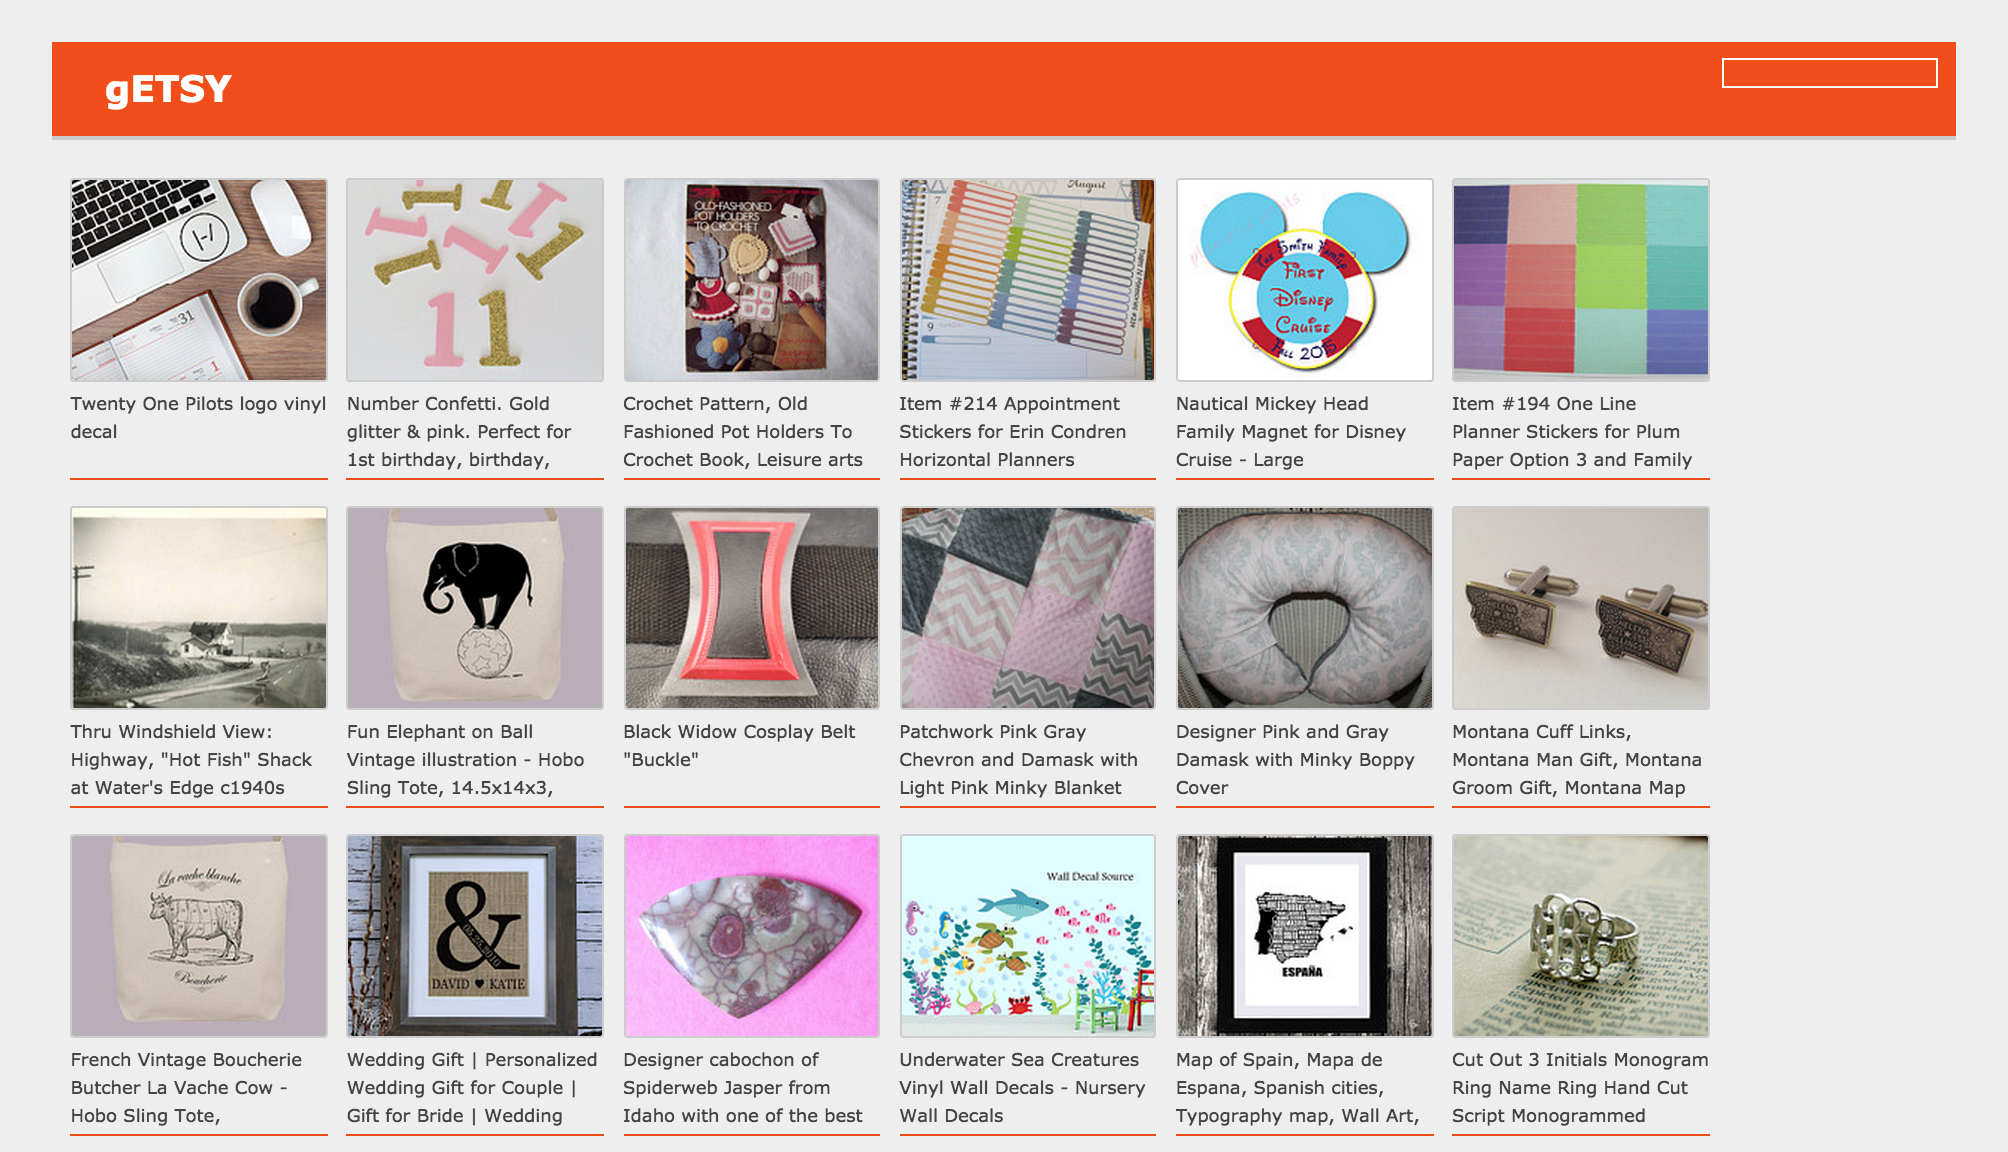 gETSY
|-/
31
1
Twenty One Pilots logo vinyl
decal
1
1
Number Confetti. Gold
glitter & pink. Perfect for
1st birthday, birthday,
OLD-FASHIONED
POT HOLDERS
TO CROCHET
Crochet Pattern, Old
Fashioned Pot Holders To
Crochet Book, Leisure arts
August
7
9
Item #214 Appointment
Stickers for Erin Condren
Horizontal Planners
The Smith Family
First
Disney
Cruise
Fall 2015
Nautical Mickey Head
Family Magnet for Disney
Cruise - Large
Item #194 One Line
Planner Stickers for Plum
Paper Option 3 and Family
Thru Windshield View:
Highway, "Hot Fish" Shack
at Water's Edge c1940s
Fun Elephant on Ball
Vintage illustration - Hobo
Sling Tote, 14.5x14x3,
Black Widow Cosplay Belt
"Buckle"
Patchwork Pink Gray
Chevron and Damask with
Light Pink Minky Blanket
Designer Pink and Gray
Damask with Minky Boppy
Cover
Montana Cuff Links,
Montana Man Gift, Montana
Groom Gift, Montana Map
La vache blanche
Boucherie
French Vintage Boucherie
Butcher La Vache Cow -
Hobo Sling Tote,
&
DAVID ♥ KATIE
Wedding Gift | Personalized
Wedding Gift for Couple |
Gift for Bride | Wedding
Designer cabochon of
Spiderweb Jasper from
Idaho with one of the best
Wall Decal Source
Underwater Sea Creatures
Vinyl Wall Decals - Nursery
Wall Decals
ESPAÑA
Map of Spain, Mapa de
Espana, Spanish cities,
Typography map, Wall Art,
Cut Out 3 Initials Monogram
Ring Name Ring Hand Cut
Script Monogrammed